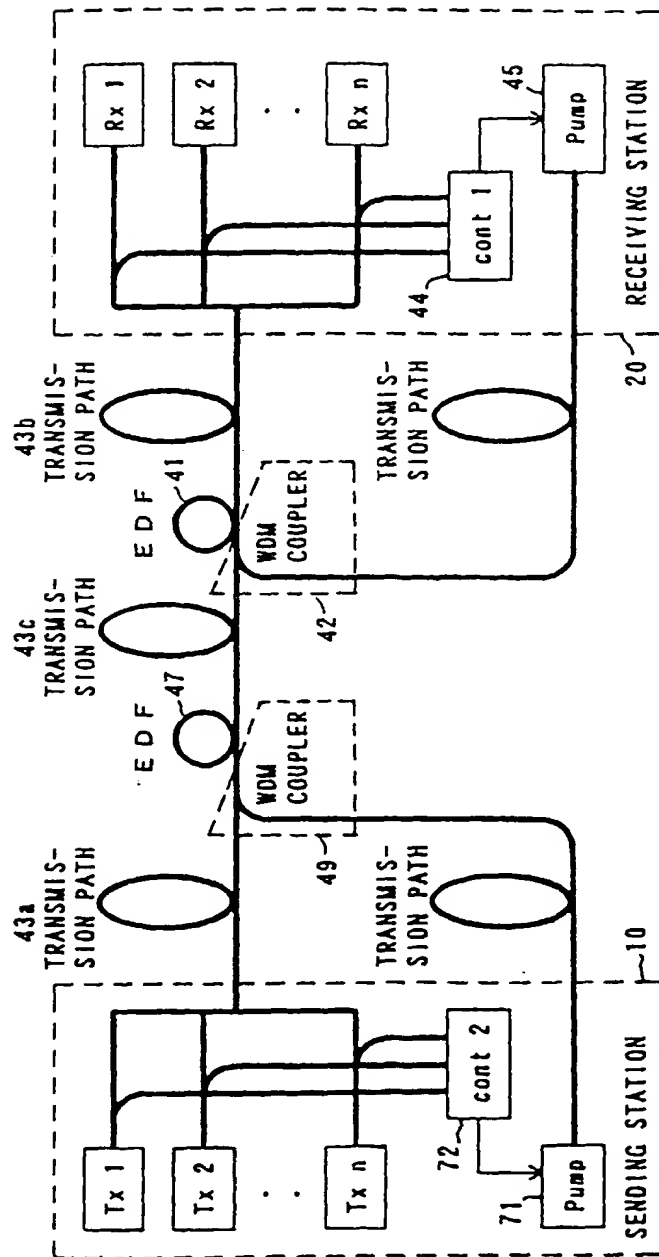 SENDING STATION
10
Tx 1
Tx 2
Tx n
cont 2
72
Pump
71
43a
TRANSMIS-
SION PATH
TRANSMIS-
SION PATH
EDF
47
WDM
COUPLER
49
43c
TRANSMIS-
SION PATH
EDF
41
WDM
COUPLER
42
43b
TRANSMIS-
SION PATH
TRANSMIS-
SION PATH
Rx 1
Rx 2
Rx n
cont 1
44
Pump
45
20
RECEIVING STATION